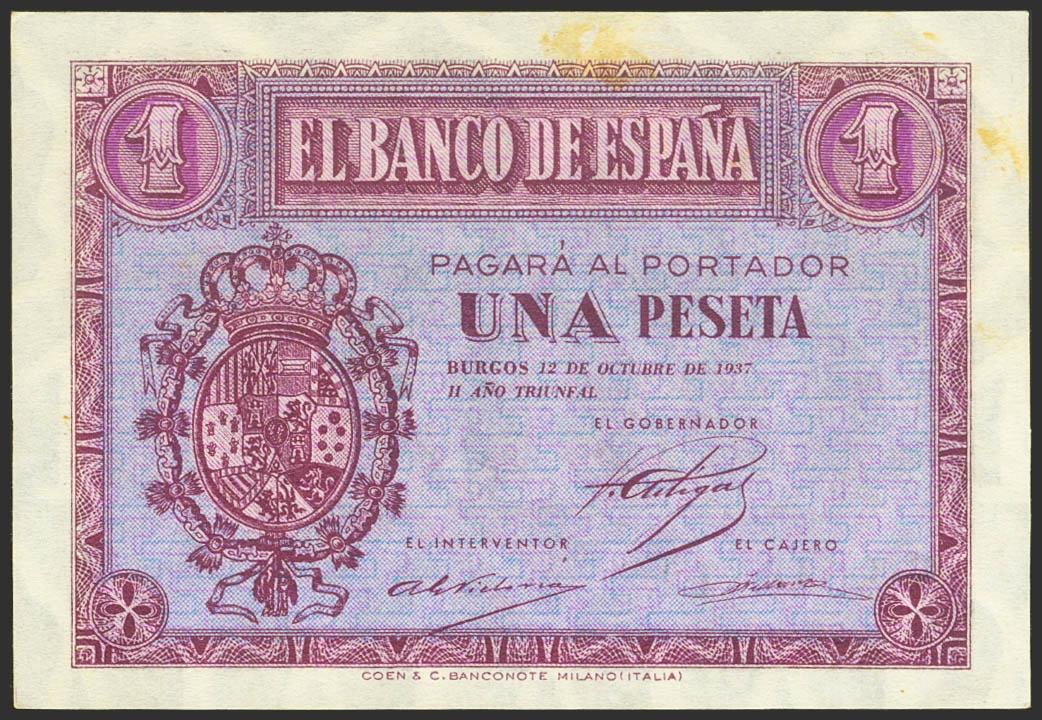 1 EL BANCO DE ESPAÑA 1
PAGARÁ AL PORTADOR
UNA PESETA
BURGOS 12 DE OCTUBRE DE 1937
II AÑO TRIUNFAL
EL GOBERNADOR
EL INTERVENTOR
EL CAJERO
COEN & C. BANCONOTE MILANO (ITALIA)